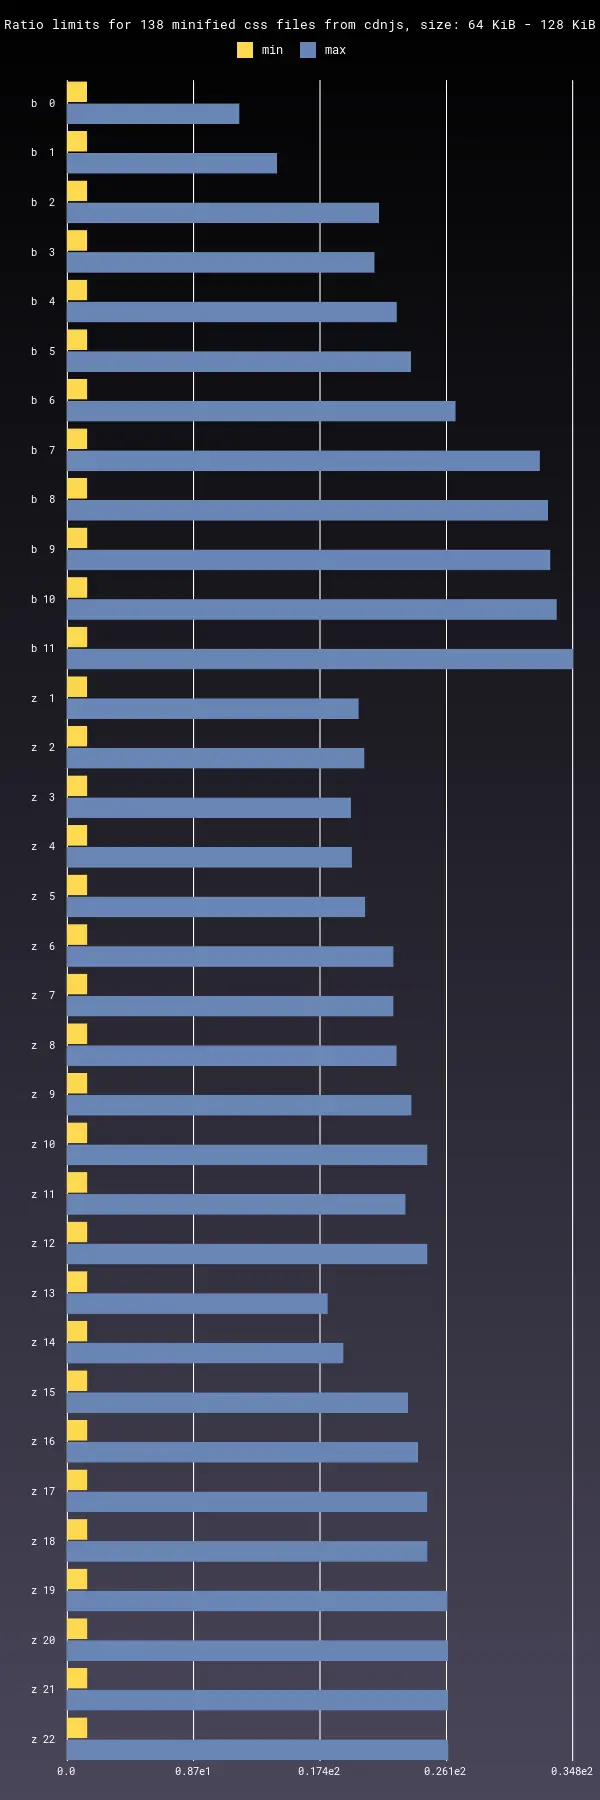 Ratio limits for 138 minified css files from cdnjs, size: 64 KiB - 128 KiB
min max
b 0
b 1
b 2
b 3
b 4
b 5
b 6
b 7
b 8
b 9
b 10
b 11
z 1
z 2
z 3
z 4
z 5
z 6
z 7
z 8
z 9
z 10
z 11
z 12
z 13
z 14
z 15
z 16
z 17
z 18
z 19
z 20
z 21
z 22
0.0 0.87e1 0.174e2 0.261e2 0.348e2